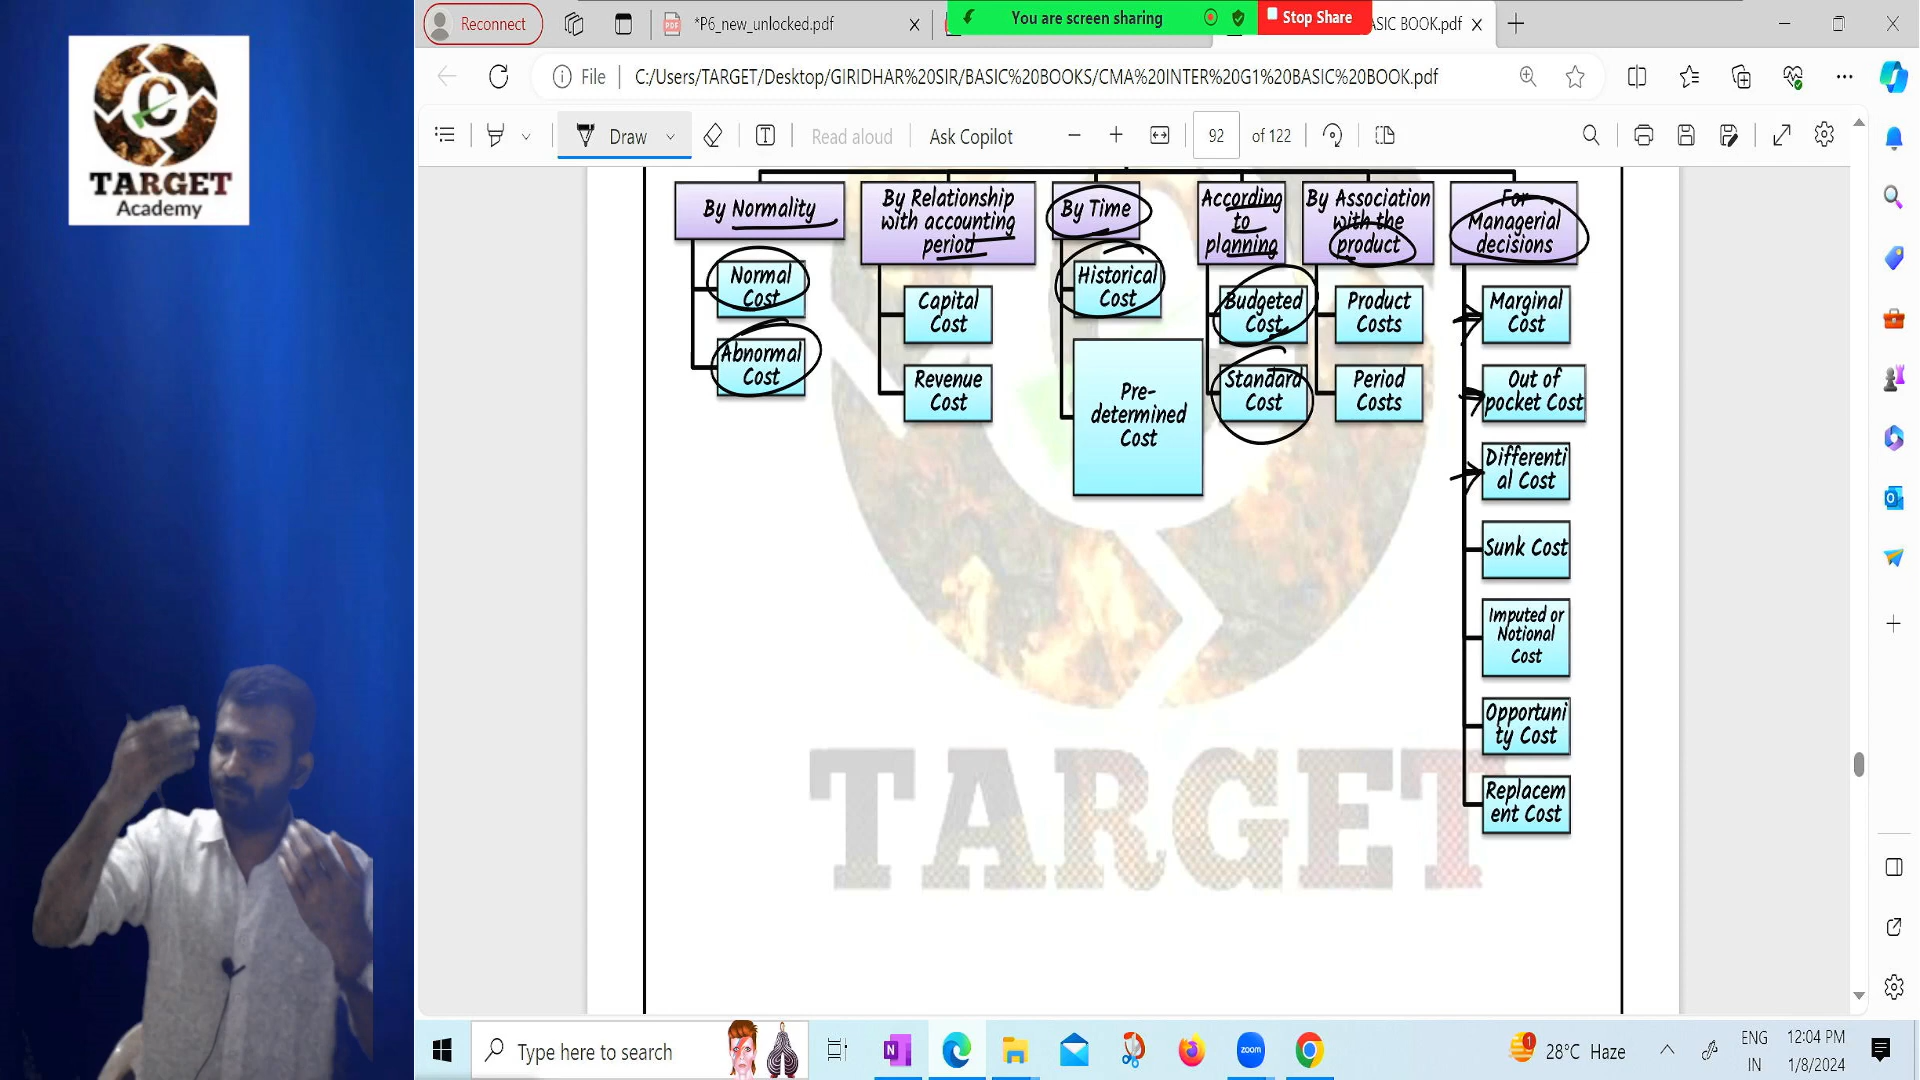 TARGET
Academy
Reconnect
*P6_new_unlocked.pdf
You are screen sharing
Stop Share
ASIC BOOK.pdf
File
C:/Users/TARGET/Desktop/GIRIDHAR%20SIR/BASIC%20BOOKS/CMA%20INTER%20G1%20BASIC%20BOOK.pdf
Draw
Read aloud
Ask Copilot
92
of 122
By Normality
Normal
Cost
Abnormal
Cost
By Relationship
with accounting
period
Capital
Cost
Revenue
Cost
By Time
Historical
Cost
Pre-
determined
Cost
According
to
planning
Budgeted
Cost
Standard
Cost
By Association
with the
product
Product
Costs
Period
Costs
For
Managerial
decisions
Marginal
Cost
Out of
pocket Cost
Differenti
al Cost
Sunk Cost
Imputed or
Notional
Cost
Opportuni
ty Cost
Replacem
ent Cost
TARGET
Type here to search
zoom
1
28°C Haze
ENG
IN
12:04 PM
1/8/2024